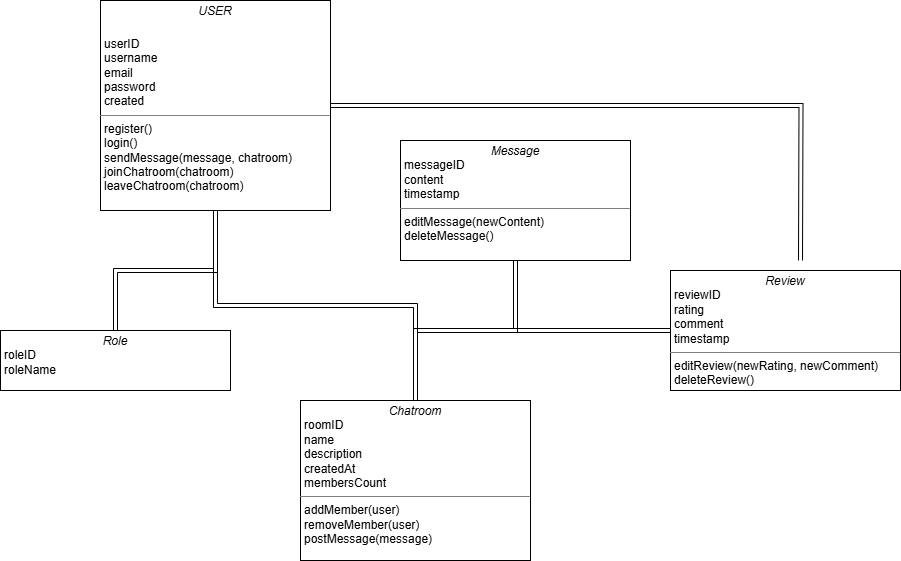 USER
userID
username
email
password
created
register()
login()
sendMessage(message, chatroom)
joinChatroom(chatroom)
leaveChatroom(chatroom)
Message
messageID
content
timestamp
editMessage(newContent)
deleteMessage()
Review
reviewID
rating
comment
timestamp
editReview(newRating, newComment)
deleteReview()
Role
roleID
roleName
Chatroom
roomID
name
description
createdAt
membersCount
addMember(user)
removeMember(user)
postMessage(message)